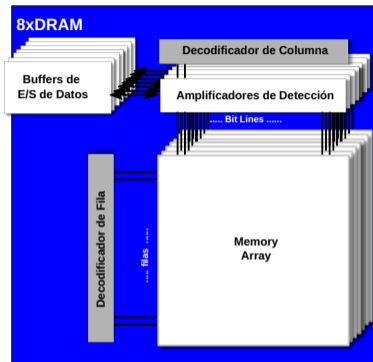 8xDRAM
Decodificador de Columna
Buffers de
E/S de Datos
Amplificadores de Detección
..... Bit Lines ......
Decodificador de Fila
.... filas .....
Memory
Array